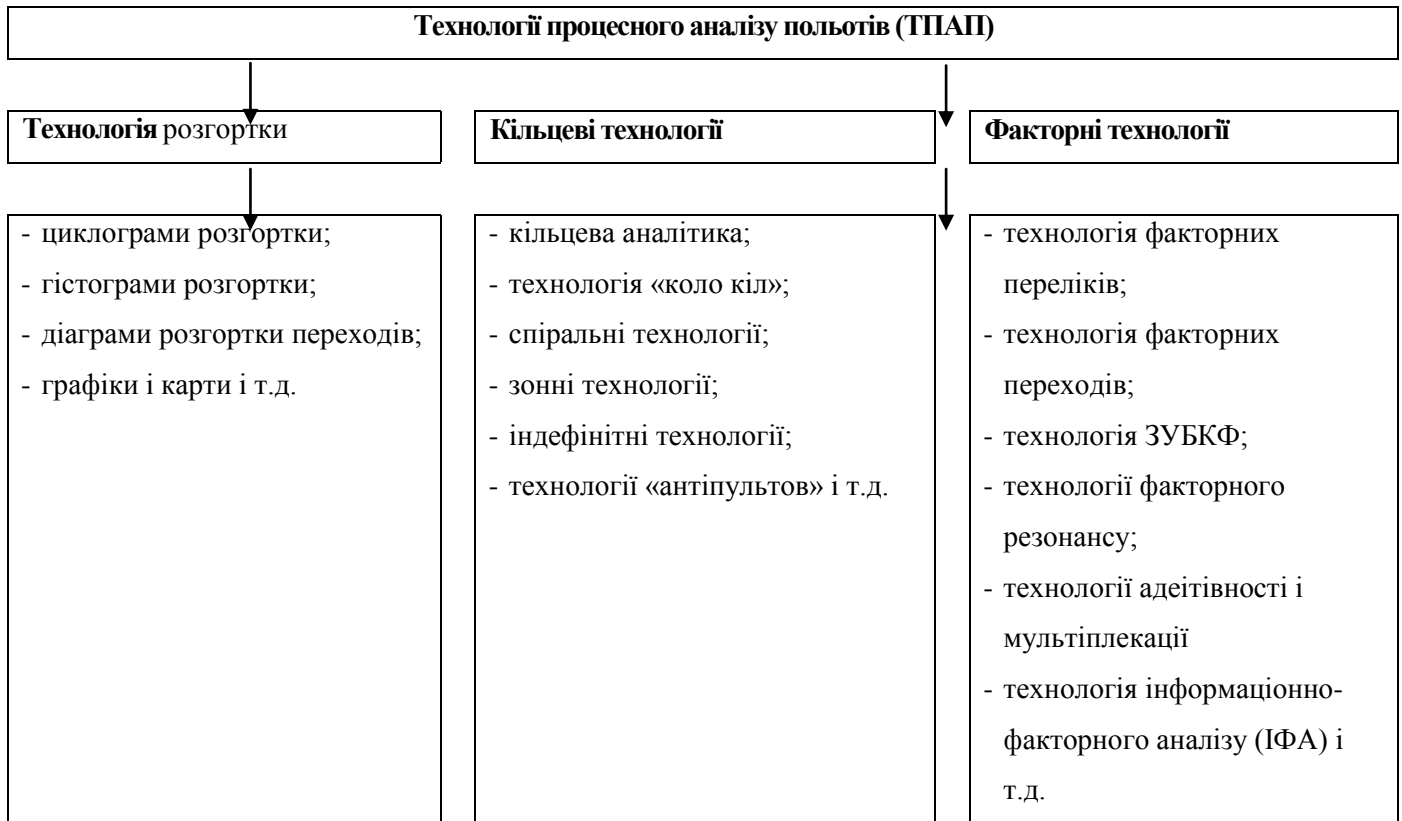 Технології процесного аналізу польотів (ТПАП)
Технологія розгортки
Кільцеві технології
Факторні технології
- циклограми розгортки;
- гістограми розгортки;
- діаграми розгортки переходів;
- графіки і карти і т.д.
- кільцева аналітика;
- технологія «коло кіл»;
- спіральні технології;
- зонні технології;
- індефінітні технології;
- технології «антіпультов» і т.д.
- технологія факторних
переліків;
- технологія факторних
переходів;
- технологія ЗУБКФ;
- технології факторного
резонансу;
- технології адеітівності і
мультіплекації
- технологія інформаціонно-
факторного аналізу (ІФА) і
т.д.